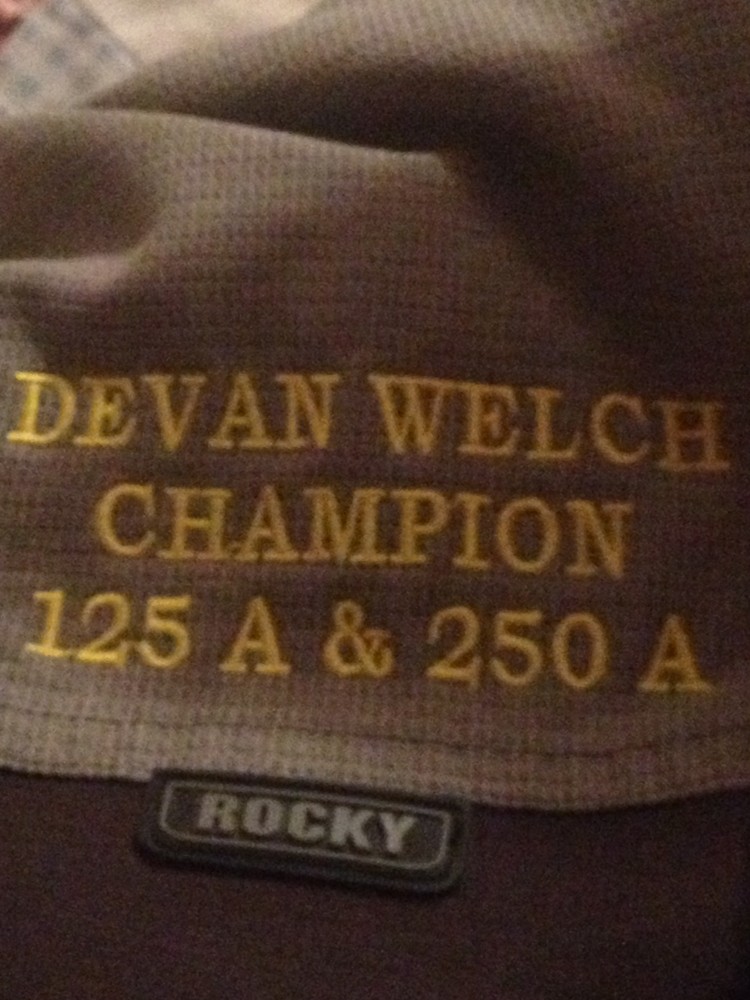 DEVAN WELCH
CHAMPION
125 A & 250 A
ROCKY